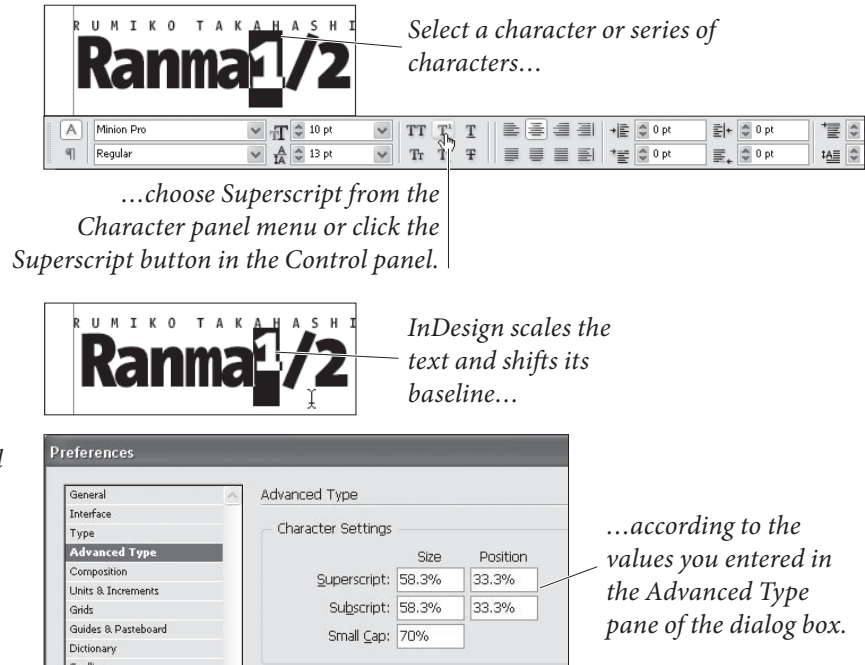 RUMIKO TAKAHASHI
Ranma1/2
Select a character or series of
characters…
A Minion Pro 10 pt TT T¹ T 0 pt 0 pt
¶ Regular 13 pt Tт T₁ Ŧ 0 pt 0 pt
…choose Superscript from the
Character panel menu or click the
Superscript button in the Control panel.
RUMIKO TAKAHASHI
Ranma1/2
InDesign scales the
text and shifts its
baseline…
Preferences
General
Interface
Type
Advanced Type
Composition
Units & Increments
Grids
Guides & Pasteboard
Dictionary
Advanced Type
Character Settings
Size Position
Superscript: 58.3% 33.3%
Subscript: 58.3% 33.3%
Small Cap: 70%
…according to the
values you entered in
the Advanced Type
pane of the dialog box.